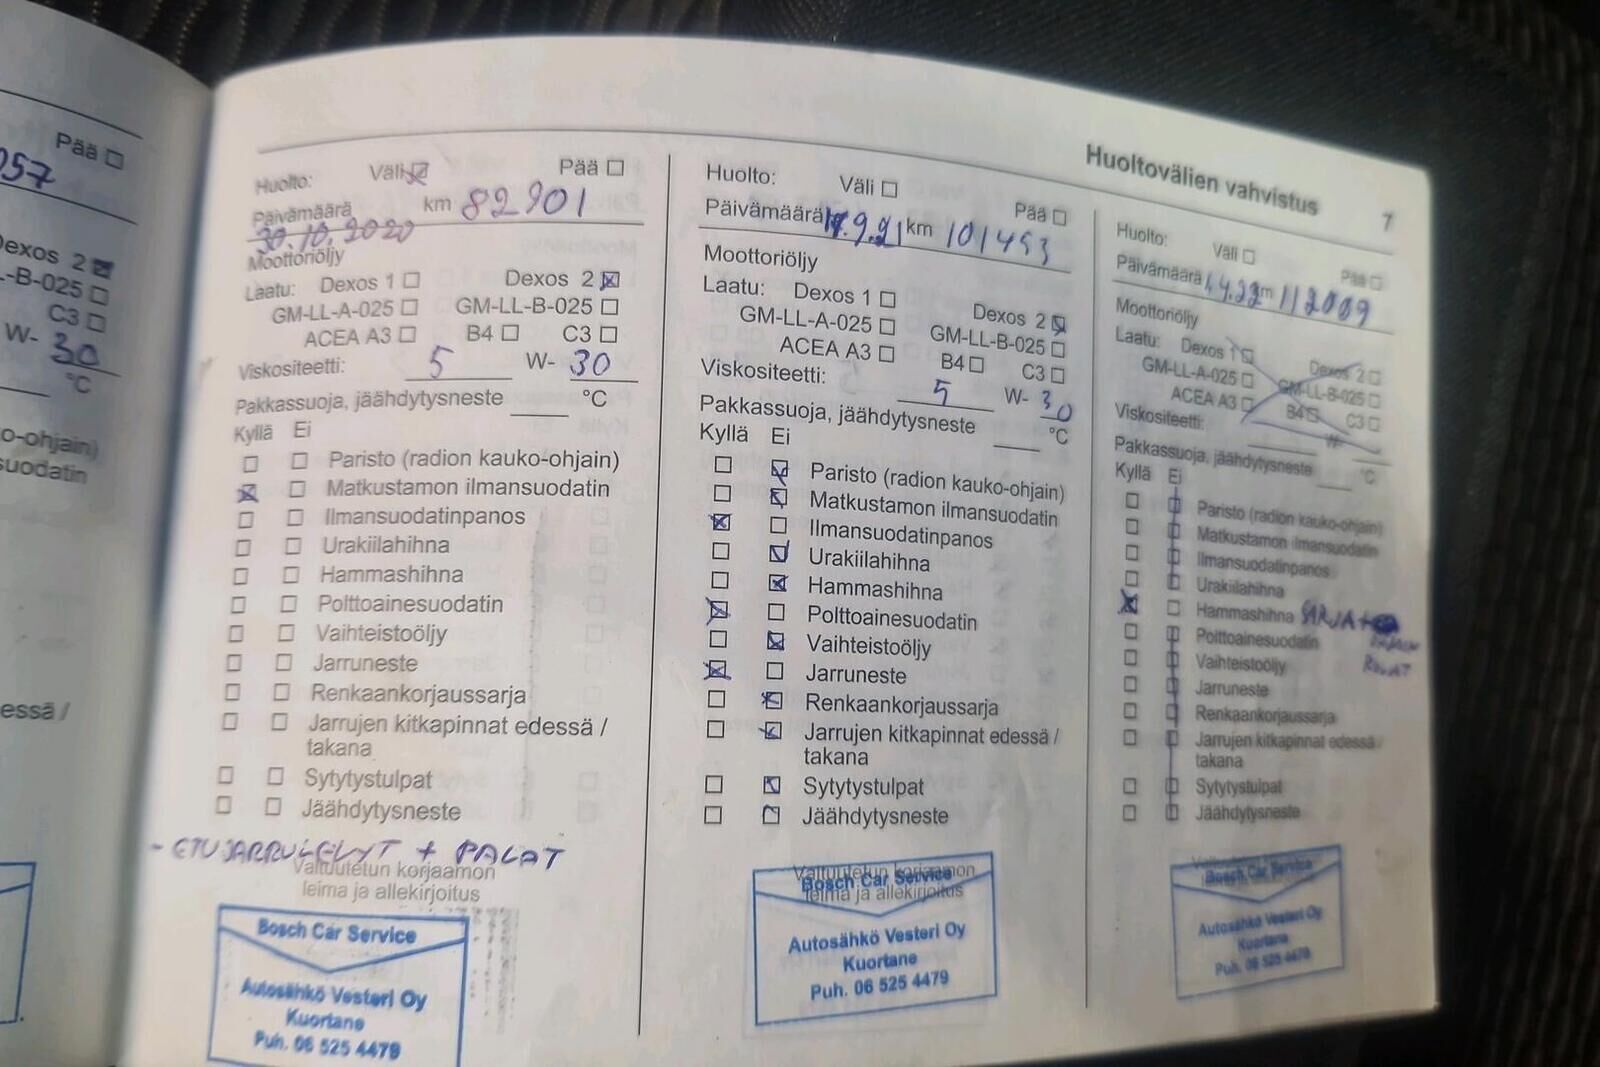 Pää ☐
057
Dexos 2 ☒
-B-025 ☐
C3 ☐
W- 30
°C
o-ohjain)
suodatin
essä /
Huoltovälien vahvistus
7
Huolto: Väli ☒ Pää ☐
Päivämäärä km 82901
30.10.2020
Moottoriöljy
Laatu: Dexos 1 ☐ Dexos 2 ☒
GM-LL-A-025 ☐ GM-LL-B-025 ☐
ACEA A3 ☐ B4 ☐ C3 ☐
Viskositeetti: 5 W- 30
Pakkassuoja, jäähdytysneste ___ °C
Kyllä Ei
☐ ☐ Paristo (radion kauko-ohjain)
☒ ☐ Matkustamon ilmansuodatin
☐ ☐ Ilmansuodatinpanos
☐ ☐ Urakiilahihna
☐ ☐ Hammashihna
☐ ☐ Polttoainesuodatin
☐ ☐ Vaihteistoöljy
☐ ☐ Jarruneste
☐ ☐ Renkaankorjaussarja
☐ ☐ Jarrujen kitkapinnat edessä /
takana
☐ ☐ Sytytystulpat
☐ ☐ Jäähdytysneste
- ETUJARRULEVYT + PALAT
Valtuutetun korjaamon
leima ja allekirjoitus
Bosch Car Service
Autosähkö Vesteri Oy
Kuortane
Puh. 06 525 4479
Huolto: Väli ☐ Pää ☐
Päivämäärä .9.21 km 101453
Moottoriöljy
Laatu: Dexos 1 ☐ Dexos 2 ☒
GM-LL-A-025 ☐ GM-LL-B-025 ☐
ACEA A3 ☐ B4 ☐ C3 ☐
Viskositeetti: 5 W- 30
Pakkassuoja, jäähdytysneste ___ °C
Kyllä Ei
☐ ☒ Paristo (radion kauko-ohjain)
☐ ☒ Matkustamon ilmansuodatin
☒ ☐ Ilmansuodatinpanos
☐ ☒ Urakiilahihna
☐ ☒ Hammashihna
☒ ☐ Polttoainesuodatin
☐ ☒ Vaihteistoöljy
☒ ☐ Jarruneste
☐ ☒ Renkaankorjaussarja
☐ ☒ Jarrujen kitkapinnat edessä /
takana
☐ ☒ Sytytystulpat
☐ ☒ Jäähdytysneste
Valtuutetun korjaamon
leima ja allekirjoitus
Bosch Car Service
Autosähkö Vesteri Oy
Kuortane
Puh. 06 525 4479
Huolto: Väli ☐ Pää ☐
Päivämäärä 1.4.22 m 112009
Moottoriöljy
Laatu: Dexos 1 ☐ Dexos 2 ☐
GM-LL-A-025 ☐ GM-LL-B-025 ☐
ACEA A3 ☐ B4 ☐ C3 ☐
Viskositeetti: W-
Pakkassuoja, jäähdytysneste ___ °C
Kyllä Ei
☐ ☐ Paristo (radion kauko-ohjain)
☐ ☐ Matkustamon ilmansuodatin
☐ ☐ Ilmansuodatinpanos
☐ ☐ Urakiilahihna
☒ ☐ Hammashihna SARJA +
☐ ☐ Polttoainesuodatin
☐ ☐ Vaihteistoöljy
☐ ☐ Jarruneste
☐ ☐ Renkaankorjaussarja
☐ ☐ Jarrujen kitkapinnat edessä /
takana
☐ ☐ Sytytystulpat
☐ ☐ Jäähdytysneste
Bosch Car Service
Autosähkö Vesteri Oy
Kuortane
Puh. 06 525 4479